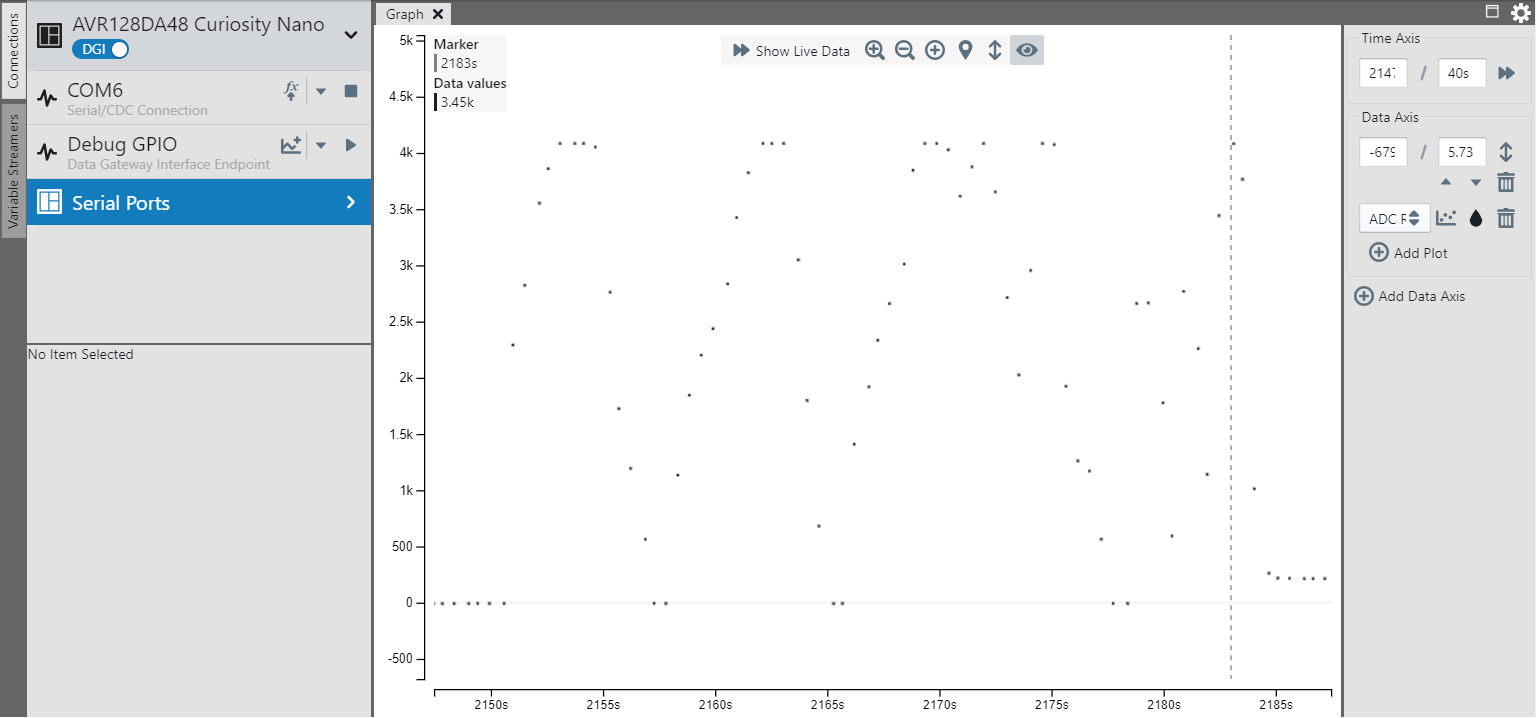 Connections
Variable Streamers
AVR128DA48 Curiosity Nano
DGI
COM6
Serial/CDC Connection
Debug GPIO
Data Gateway Interface Endpoint
Serial Ports
No Item Selected
Graph
Marker
2183s
Data values
3.45k
Show Live Data
5k
4.5k
4k
3.5k
3k
2.5k
2k
1.5k
1k
500
0
-500
2150s
2155s
2160s
2165s
2170s
2175s
2180s
2185s
Time Axis
2147 / 40s
Data Axis
-679 / 5.73
ADC R
Add Plot
Add Data Axis